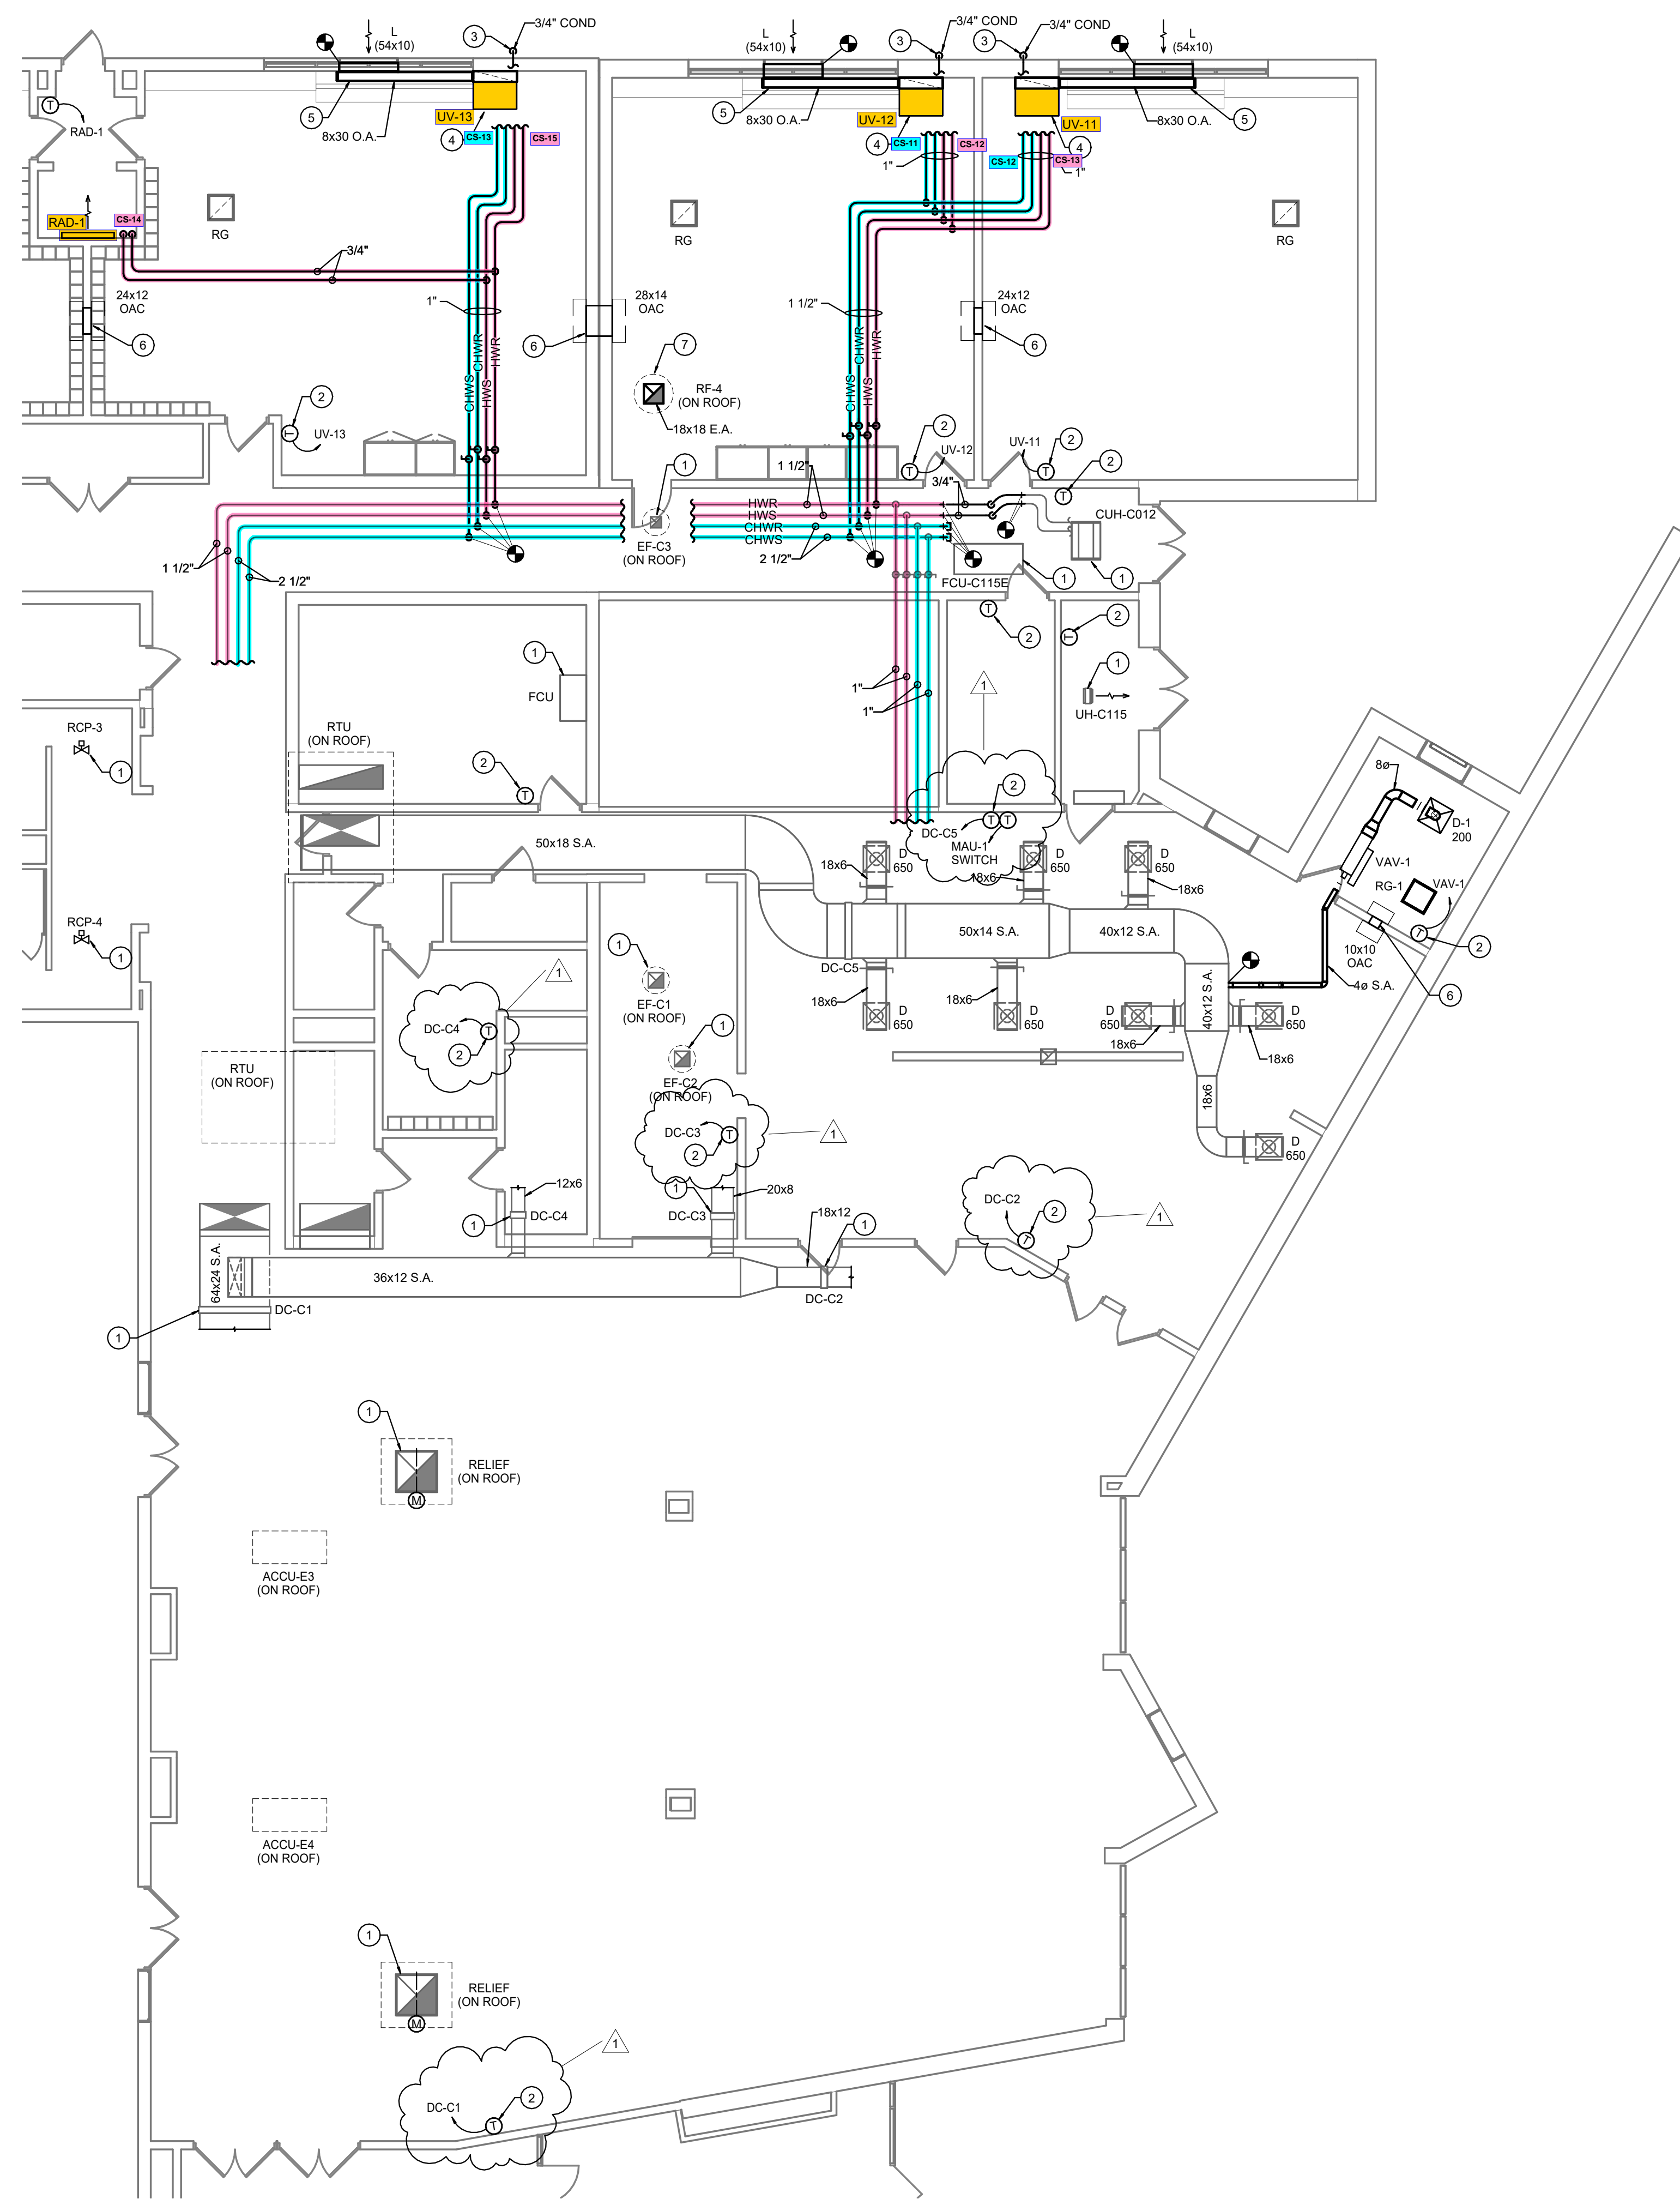 L
(54x10)
3
3/4" COND
L
(54x10)
3
3/4" COND
3
3/4" COND
L
(54x10)
T
RAD-1
5
8x30 O.A.
UV-13
4
CS-13
CS-15
5
8x30 O.A.
UV-12
4
CS-11
CS-12
1"
UV-11
4
CS-12
CS-13
1"
8x30 O.A.
5
RAD-1
CS-14
RG
RG
RG
3/4"
24x12
OAC
6
1"
28x14
OAC
6
1 1/2"
24x12
OAC
6
CHWS
CHWR
HWS
HWR
CHWS
CHWR
HWS
HWR
7
RF-4
(ON ROOF)
18x18 E.A.
2
T
UV-13
2
T
UV-12
UV-11
2
T
2
T
1 1/2"
3/4"
1
EF-C3
(ON ROOF)
HWR
HWS
CHWR
CHWS
2 1/2"
CUH-C012
1
FCU-C115E
1
1 1/2"
2 1/2"
T
2
T
2
1
FCU
1"
1"
1
1
UH-C115
RCP-3
1
RTU
(ON ROOF)
2
T
2
DC-C5
T
T
MAU-1
SWITCH
8ø
D-1
200
VAV-1
RG-1
VAV-1
T
2
10x10
OAC
6
4ø S.A.
50x18 S.A.
18x6
D
650
18x6
D
650
18x6
D
650
RCP-4
1
50x14 S.A.
40x12 S.A.
DC-C5
40x12 S.A.
1
EF-C1
(ON ROOF)
1
DC-C4
T
2
18x6
D
650
18x6
D
650
D
650
18x6
D
650
18x6
1
EF-C2
(ON ROOF)
RTU
(ON ROOF)
DC-C3
T
2
1
18x6
D
650
12x6
1
DC-C4
1
DC-C3
20x8
18x12
1
DC-C2
DC-C2
2
T
1
64x24 S.A.
36x12 S.A.
DC-C1
1
1
RELIEF
(ON ROOF)
M
ACCU-E3
(ON ROOF)
ACCU-E4
(ON ROOF)
1
RELIEF
(ON ROOF)
M
1
DC-C1
2
T